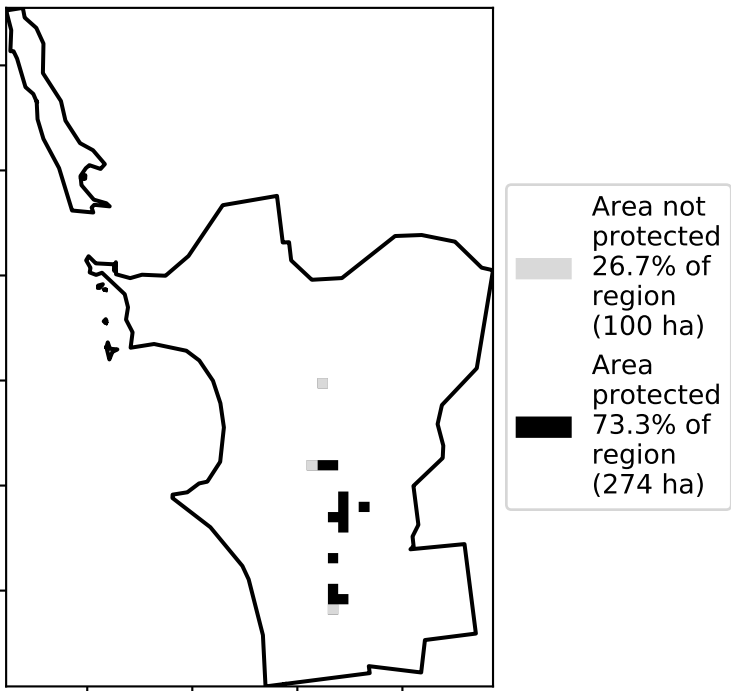 Area not
protected
26.7% of
region
(100 ha)
Area
protected
73.3% of
region
(274 ha)